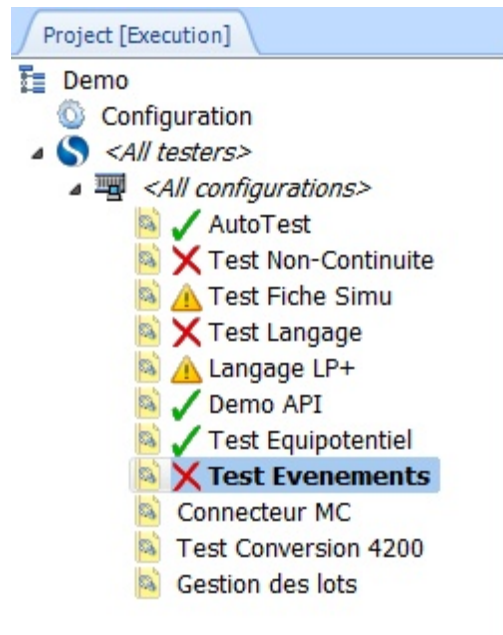 Project [Execution]
Demo
Configuration
<All testers>
<All configurations>
AutoTest
Test Non-Continuite
Test Fiche Simu
Test Langage
Langage LP+
Demo API
Test Equipotentiel
Test Evenements
Connecteur MC
Test Conversion 4200
Gestion des lots